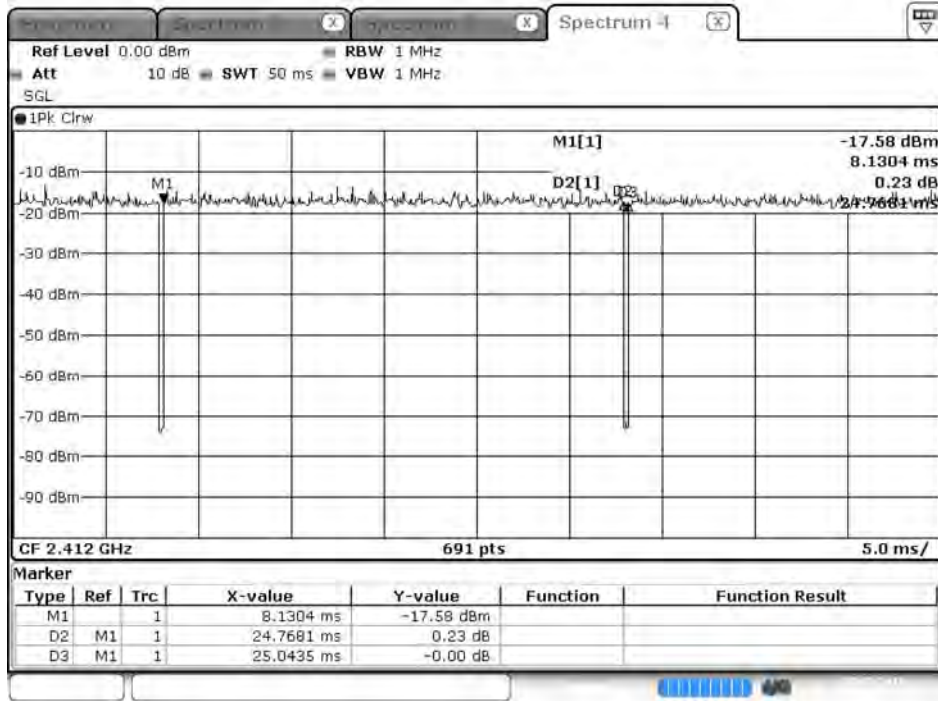 Spectrum 4
Ref Level 0.00 dBm RBW 1 MHz
Att 10 dB SWT 50 ms VBW 1 MHz
SGL
1Pk Clrw
M1[1] -17.58 dBm
8.1304 ms
D2[1] 0.23 dB
24.7681 ms
-10 dBm
M1
-20 dBm
-30 dBm
-40 dBm
-50 dBm
-60 dBm
-70 dBm
-80 dBm
-90 dBm
CF 2.412 GHz 691 pts 5.0 ms/
Marker
Type Ref Trc X-value Y-value Function Function Result
M1 1 8.1304 ms -17.58 dBm
D2 M1 1 24.7681 ms 0.23 dB
D3 M1 1 25.0435 ms -0.00 dB